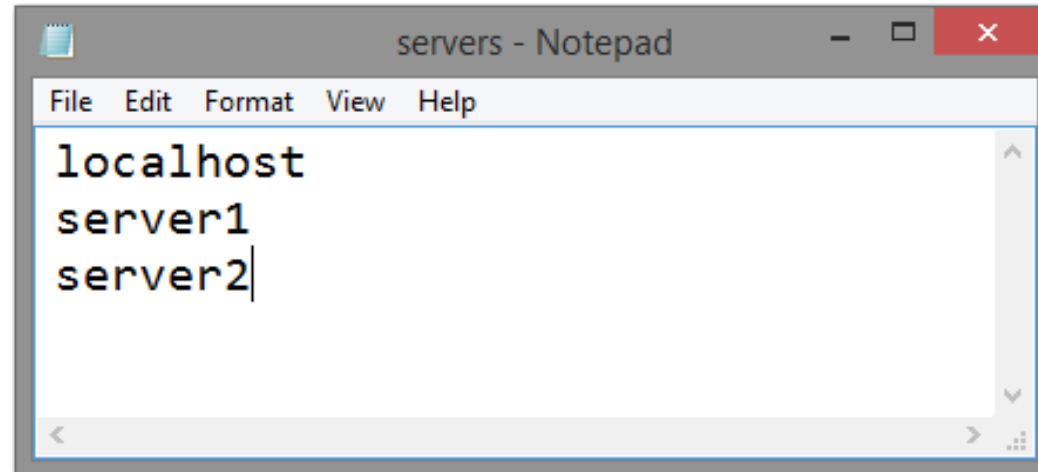 servers - Notepad
File Edit Format View Help
localhost
server1
server2